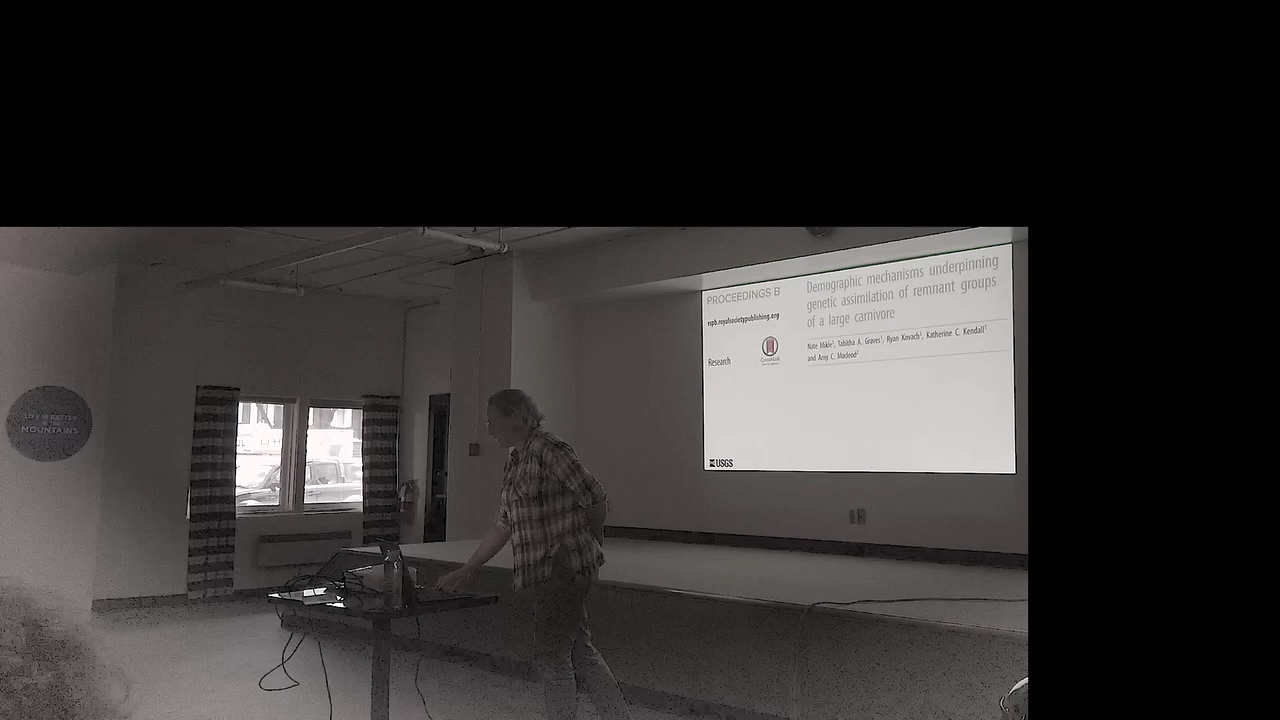 PROCEEDINGS B
rspb.royalsocietypublishing.org
Research
CrossMark
Demographic mechanisms underpinning
genetic assimilation of remnant groups
of a large carnivore
Nate Mikle¹, Tabitha A. Graves¹, Ryan Kovach¹, Katherine C. Kendall¹
and Amy C. Macleod²
USGS
LIFE IS BETTER
IN THE
MOUNTAINS